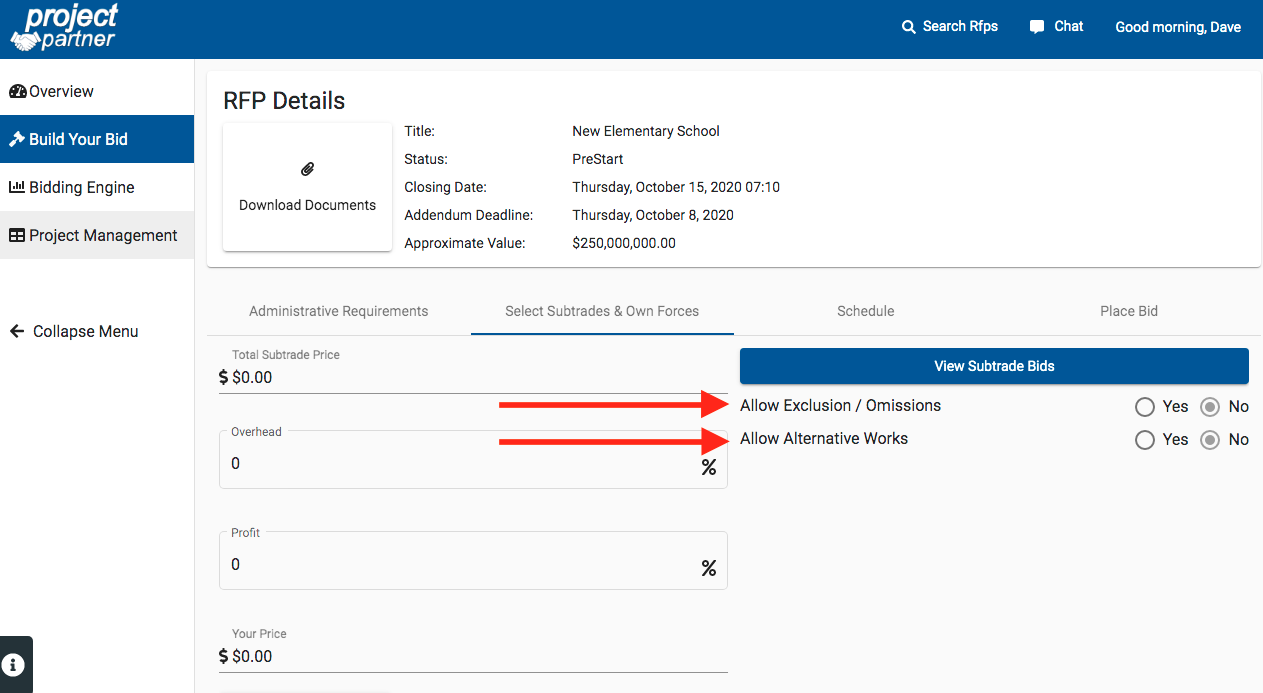 project
partner
Search Rfps
Chat
Good morning, Dave
Overview
Build Your Bid
Bidding Engine
Project Management
Collapse Menu
RFP Details
Download Documents
Title: New Elementary School
Status: PreStart
Closing Date: Thursday, October 15, 2020 07:10
Addendum Deadline: Thursday, October 8, 2020
Approximate Value: $250,000,000.00
Administrative Requirements
Select Subtrades & Own Forces
Schedule
Place Bid
Total Subtrade Price
$ $0.00
Overhead
0 %
Profit
0 %
Your Price
$ $0.00
View Subtrade Bids
Allow Exclusion / Omissions Yes No
Allow Alternative Works Yes No